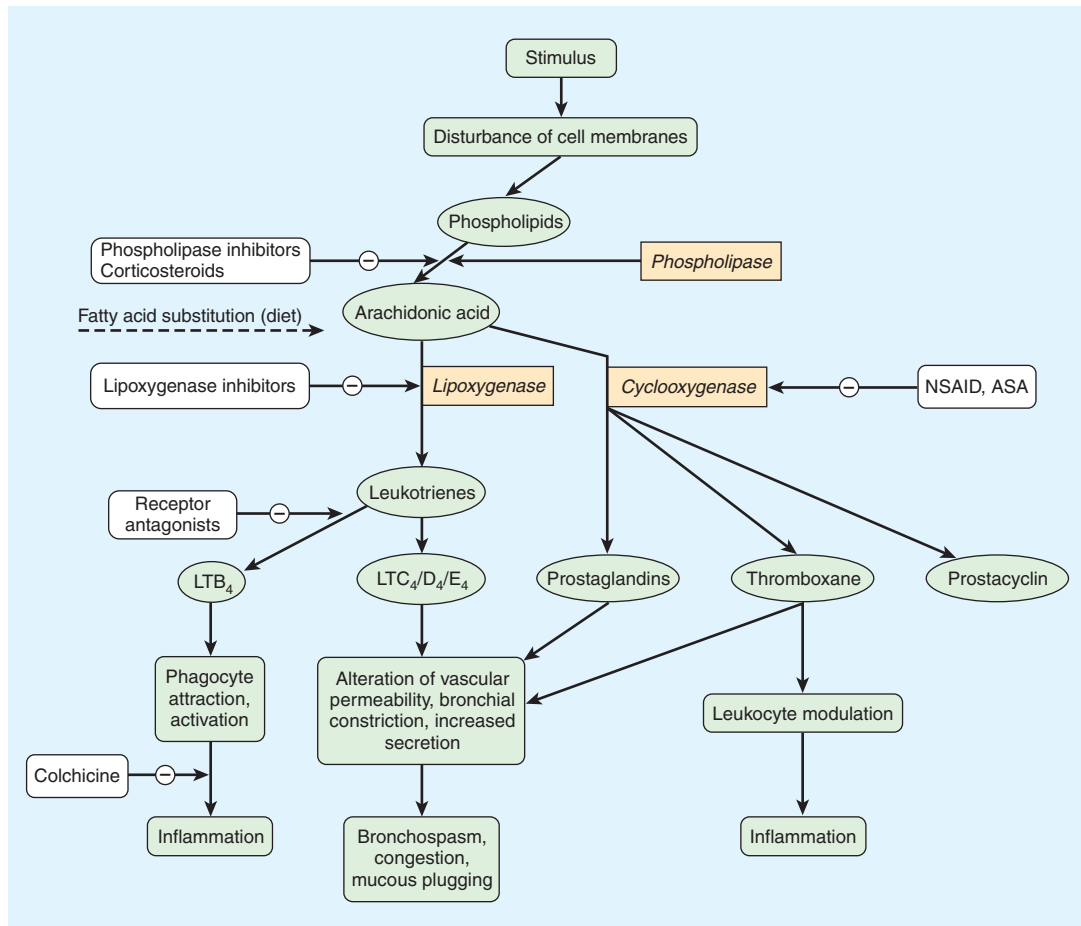 Stimulus
Disturbance of cell membranes
Phospholipids
Phospholipase inhibitors
Corticosteroids
−
Phospholipase
Arachidonic acid
Fatty acid substitution (diet)
Lipoxygenase inhibitors
−
Lipoxygenase
Cyclooxygenase
−
NSAID, ASA
Leukotrienes
Receptor
antagonists
−
LTB₄
LTC₄/D₄/E₄
Prostaglandins
Thromboxane
Prostacyclin
Phagocyte
attraction,
activation
Alteration of vascular
permeability, bronchial
constriction, increased
secretion
Leukocyte modulation
Colchicine
−
Inflammation
Bronchospasm,
congestion,
mucous plugging
Inflammation